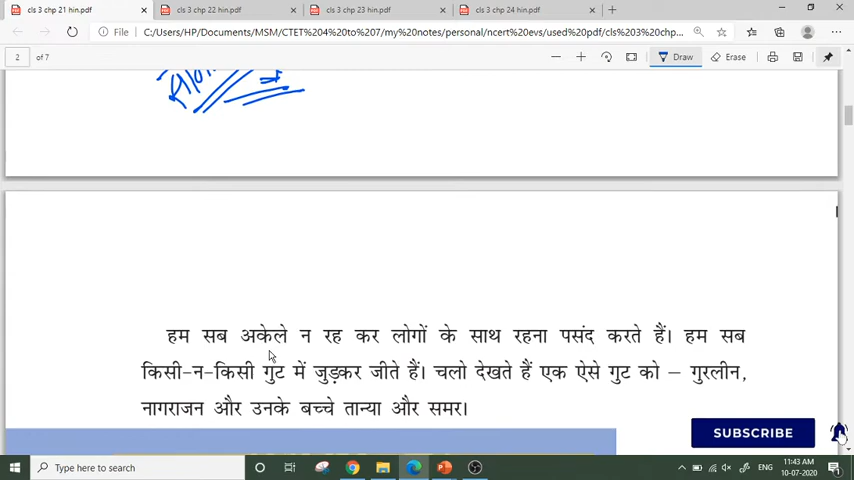 cls 3 chp 21 hin.pdf
cls 3 chp 22 hin.pdf
cls 3 chp 23 hin.pdf
cls 3 chp 24 hin.pdf
File
C:/Users/HP/Documents/MSM/CTET%204%20to%207/my%20notes/personal/ncert%20evs/used%20pdf/cls%203%20chp...
2 of 7
Draw
Erase
हम सब अकेले न रह कर लोगों के साथ रहना पसंद करते हैं। हम सब
किसी-न-किसी गुट में जुड़कर जीते हैं। चलो देखते हैं एक ऐसे गुट को – गुरलीन,
नागराजन और उनके बच्चे तान्या और समर।
SUBSCRIBE
Type here to search
ENG
11:43 AM
10-07-2020